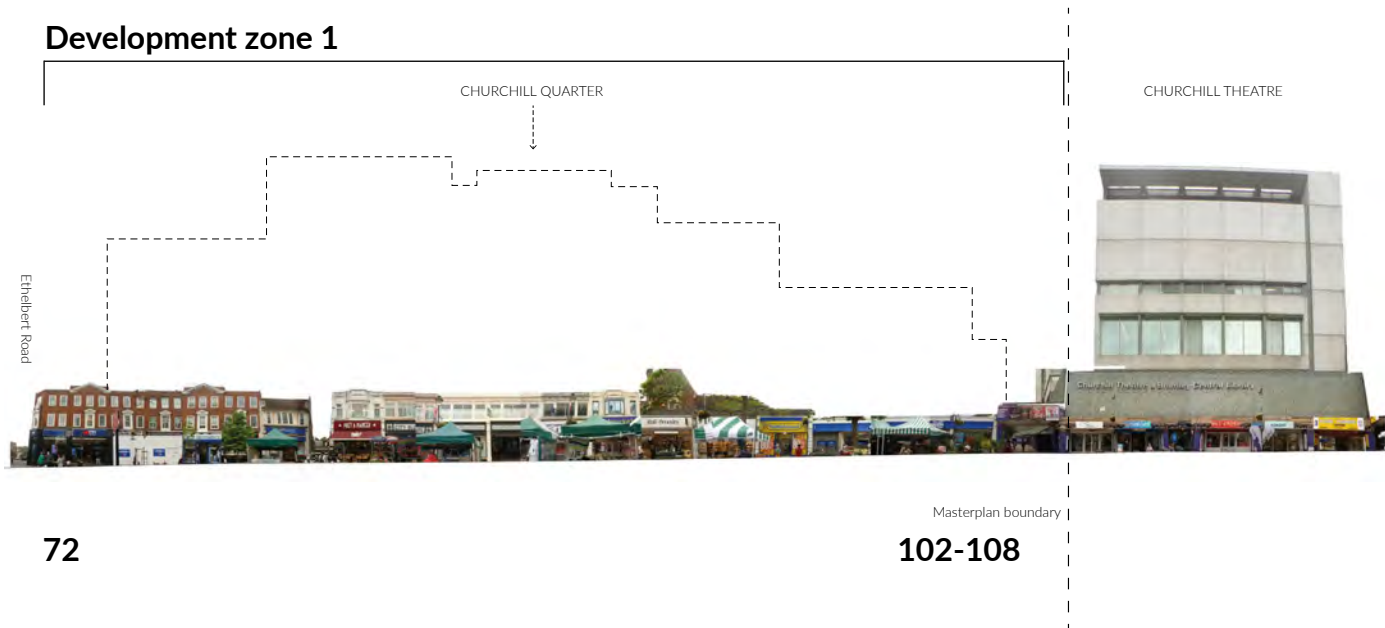 Development zone 1
CHURCHILL QUARTER
CHURCHILL THEATRE
Ethelbert Road
Masterplan boundary
72
102-108